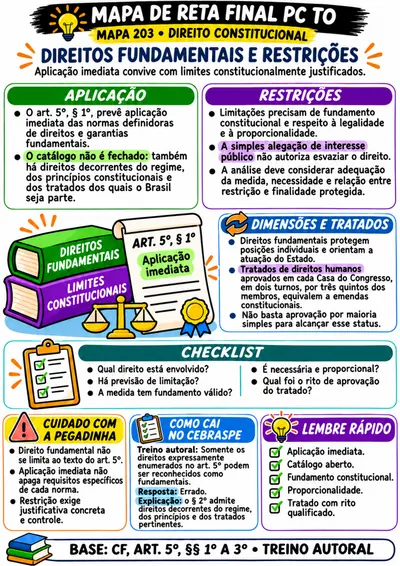 MAPA DE RETA FINAL PC TO
MAPA 203 • DIREITO CONSTITUCIONAL
DIREITOS FUNDAMENTAIS E RESTRIÇÕES
Aplicação imediata convive com limites constitucionalmente justificados.
APLICAÇÃO
• O art. 5º, § 1º, prevê aplicação
imediata das normas definidoras
de direitos e garantias
fundamentais.
• O catálogo não é fechado: também
há direitos decorrentes do regime,
dos princípios constitucionais e
dos tratados dos quais o Brasil
seja parte.
RESTRIÇÕES
• Limitações precisam de fundamento
constitucional e respeito à legalidade
e à proporcionalidade.
• A simples alegação de interesse
público não autoriza esvaziar o direito.
• A análise deve considerar adequação
da medida, necessidade e relação entre
restrição e finalidade protegida.
DIREITOS
FUNDAMENTAIS
LIMITES
CONSTITUCIONAIS
ART. 5º, § 1º
Aplicação
imediata
DIMENSÕES E TRATADOS
• Direitos fundamentais protegem
posições individuais e orientam a
atuação do Estado.
• Tratados de direitos humanos
aprovados em cada Casa do Congresso,
em dois turnos, por três quintos dos
membros, equivalem a emendas
constitucionais.
• Não basta aprovação por maioria
simples para alcançar esse status.
CHECKLIST
• Qual direito está envolvido?
• Há previsão de limitação?
• A medida tem fundamento válido?
• É necessária e proporcional?
• Qual foi o rito de aprovação
do tratado?
CUIDADO COM
A PEGADINHA
• Direito fundamental não
se limita ao texto do art. 5º.
• Aplicação imediata não
apaga requisitos específicos
de cada norma.
• Restrição exige
justificativa concreta
e controle.
COMO CAI
NO CEBRASPE
Treino autoral: Somente os
direitos expressamente
enumerados no art. 5º podem
ser reconhecidos como
fundamentais.
Resposta: Errado.
Explicação: o § 2º admite
direitos decorrentes do regime,
dos princípios e dos tratados
pertinentes.
LEMBRE RÁPIDO
Aplicação imediata.
Catálogo aberto.
Fundamento constitucional.
Proporcionalidade.
Tratado com rito
qualificado.
BASE: CF, ART. 5º, §§ 1º A 3º • TREINO AUTORAL